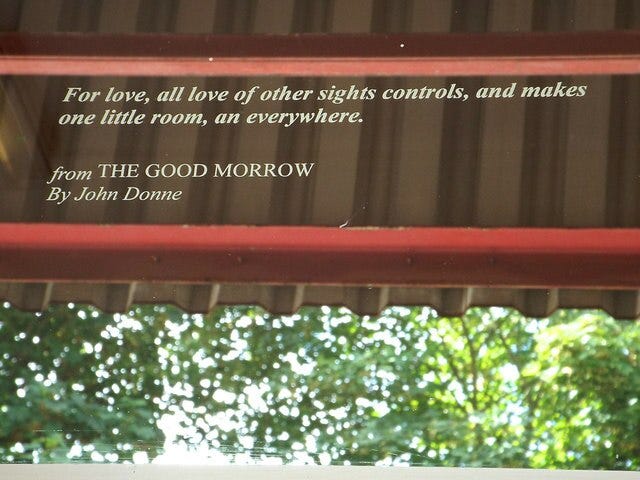 For love, all love of other sights controls, and makes
one little room, an everywhere.
from THE GOOD MORROW
By John Donne